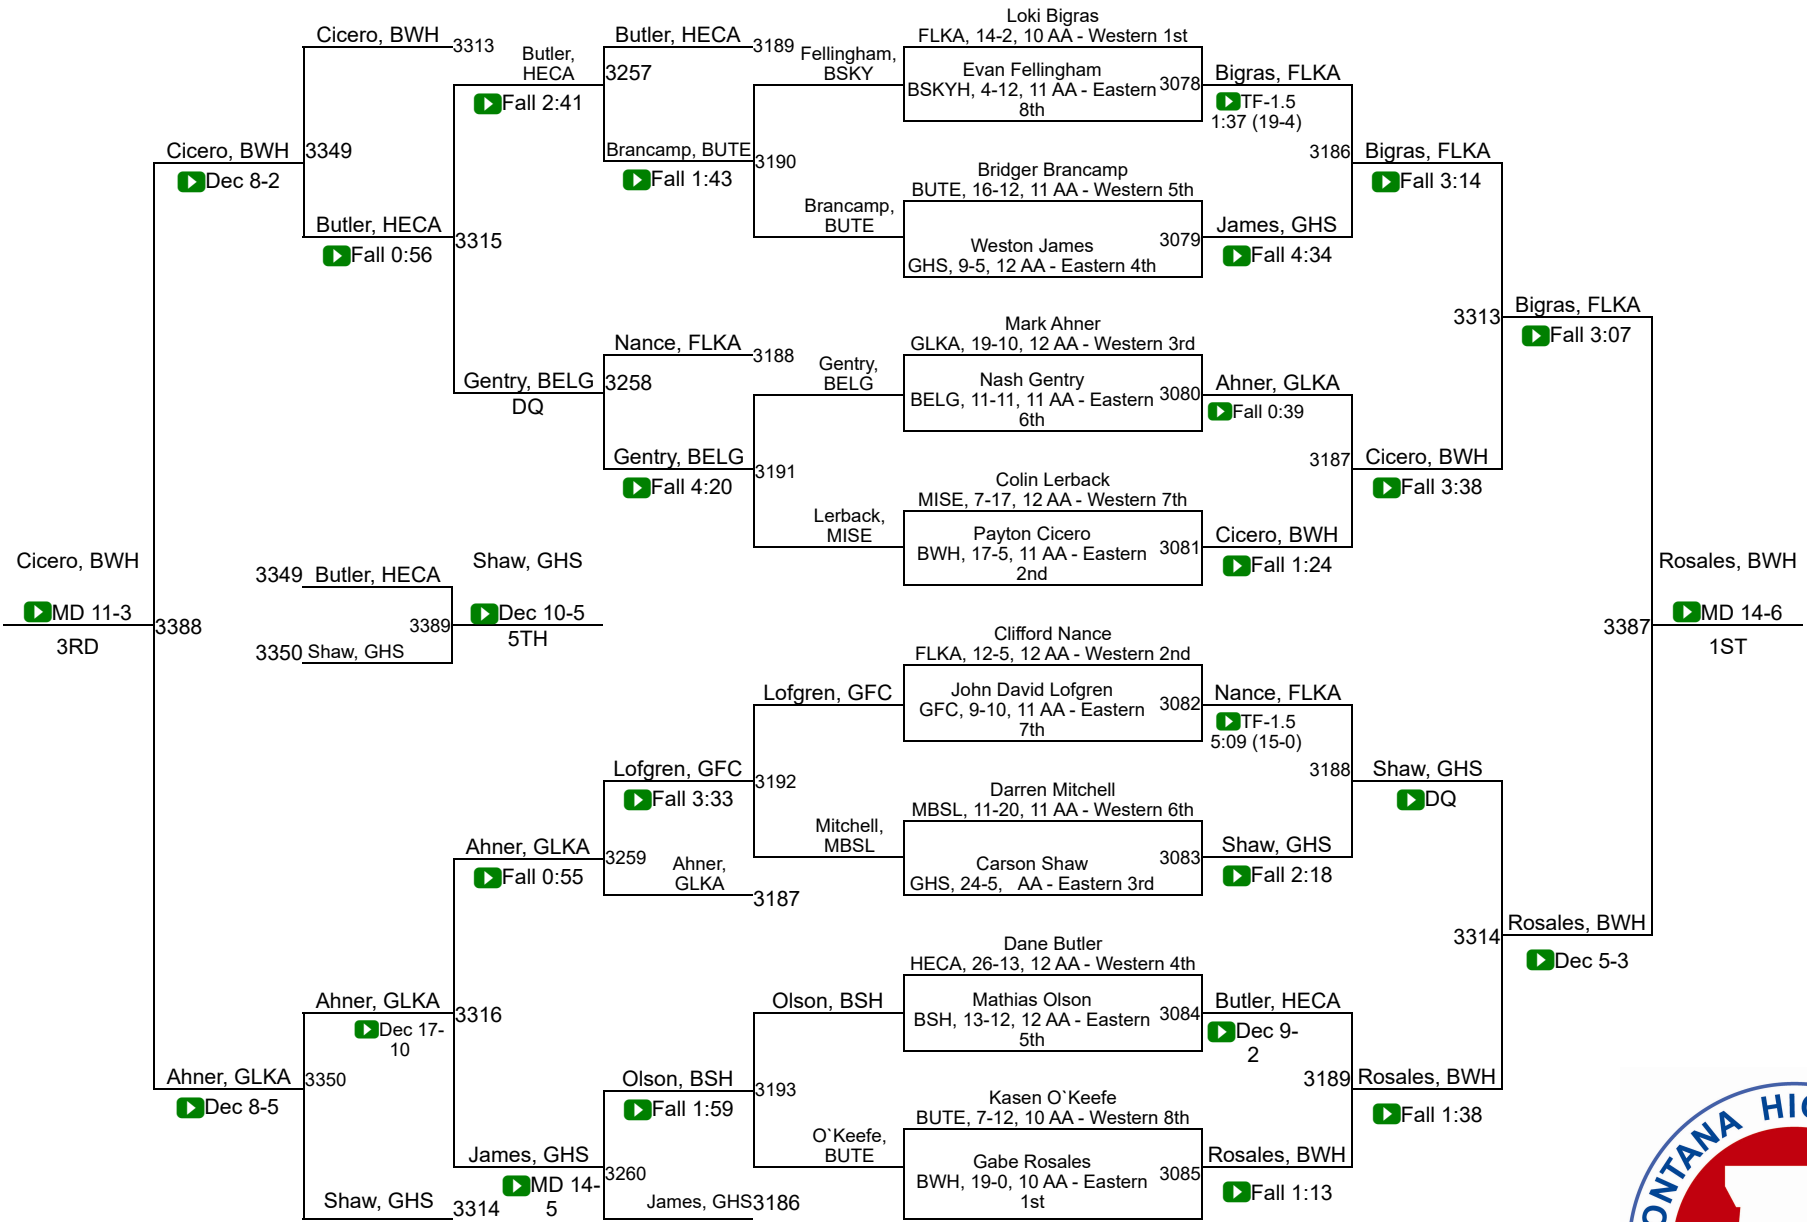 Loki Bigras
Cicero, BWH
3313
Butler,
HECA
Butler, HECA
3189
Fellingham,
BSKY
FLKA, 14-2, 10 AA - Western 1st
3257
Evan Fellingham
BSKYH, 4-12, 11 AA - Eastern
8th
3078
Bigras, FLKA
Fall 2:41
TF-1.5
1:37 (19-4)
Cicero, BWH
3349
Brancamp, BUTE
3190
3186
Bigras, FLKA
Dec 8-2
Fall 1:43
Bridger Brancamp
BUTE, 16-12, 11 AA - Western 5th
Fall 3:14
Butler, HECA
3315
Brancamp,
BUTE
Weston James
GHS, 9-5, 12 AA - Eastern 4th
3079
James, GHS
Fall 0:56
Fall 4:34
3313
Bigras, FLKA
Fall 3:07
Nance, FLKA
3188
Mark Ahner
GLKA, 19-10, 12 AA - Western 3rd
Gentry, BELG
3258
DQ
Gentry,
BELG
Nash Gentry
BELG, 11-11, 11 AA - Eastern
6th
3080
Ahner, GLKA
Fall 0:39
Gentry, BELG
3191
3187
Cicero, BWH
Fall 4:20
Colin Lerback
MISE, 7-17, 12 AA - Western 7th
Fall 3:38
Lerback,
MISE
Payton Cicero
BWH, 17-5, 11 AA - Eastern
2nd
3081
Cicero, BWH
Fall 1:24
Cicero, BWH
MD 11-3
3RD
3388
3349
Butler, HECA
Shaw, GHS
3389
Dec 10-5
5TH
3350
Shaw, GHS
Rosales, BWH
3387
MD 14-6
1ST
Clifford Nance
FLKA, 12-5, 12 AA - Western 2nd
Lofgren, GFC
John David Lofgren
GFC, 9-10, 11 AA - Eastern
7th
3082
Nance, FLKA
TF-1.5
5:09 (15-0)
Lofgren, GFC
3192
3188
Shaw, GHS
Fall 3:33
DQ
Darren Mitchell
MBSL, 11-20, 11 AA - Western 6th
Ahner, GLKA
3259
Mitchell,
MBSL
Carson Shaw
GHS, 24-5, AA - Eastern 3rd
3083
Shaw, GHS
Fall 0:55
Ahner,
GLKA
3187
Fall 2:18
3314
Rosales, BWH
Dec 5-3
Dane Butler
HECA, 26-13, 12 AA - Western 4th
Ahner, GLKA
3316
Dec 17-
10
Olson, BSH
Mathias Olson
BSH, 13-12, 12 AA - Eastern
5th
3084
Butler, HECA
Dec 9-
2
Ahner, GLKA
3350
Dec 8-5
Olson, BSH
3193
Fall 1:59
3189
Rosales, BWH
Fall 1:38
Kasen O`Keefe
BUTE, 7-12, 10 AA - Western 8th
O`Keefe,
BUTE
James, GHS
3260
MD 14-
5
Gabe Rosales
BWH, 19-0, 10 AA - Eastern
1st
3085
Rosales, BWH
Fall 1:13
Shaw, GHS
3314
James, GHS
3186
ONTANA HIG